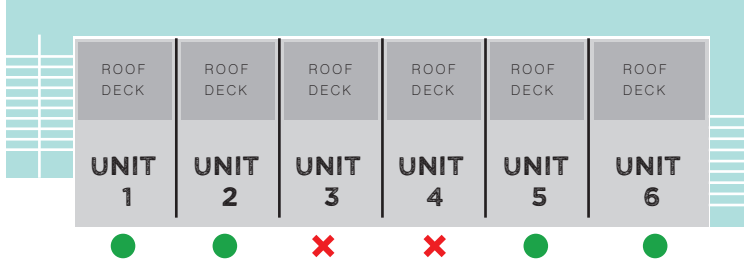 ROOF
DECK
ROOF
DECK
ROOF
DECK
ROOF
DECK
ROOF
DECK
ROOF
DECK
UNIT
1
UNIT
2
UNIT
3
UNIT
4
UNIT
5
UNIT
6